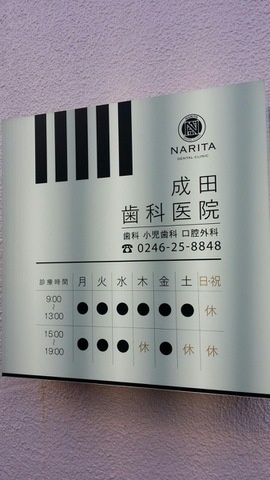 NARITA
DENTAL CLINIC
成田
歯科医院
歯科 小児歯科 口腔外科
☎ 0246-25-8848
診療時間 月 火 水 木 金 土 日・祝
9:00 ~ 13:00 ● ● ● ● ● ● 休
15:00 ~ 19:00 ● ● ● 休 ● 休 休